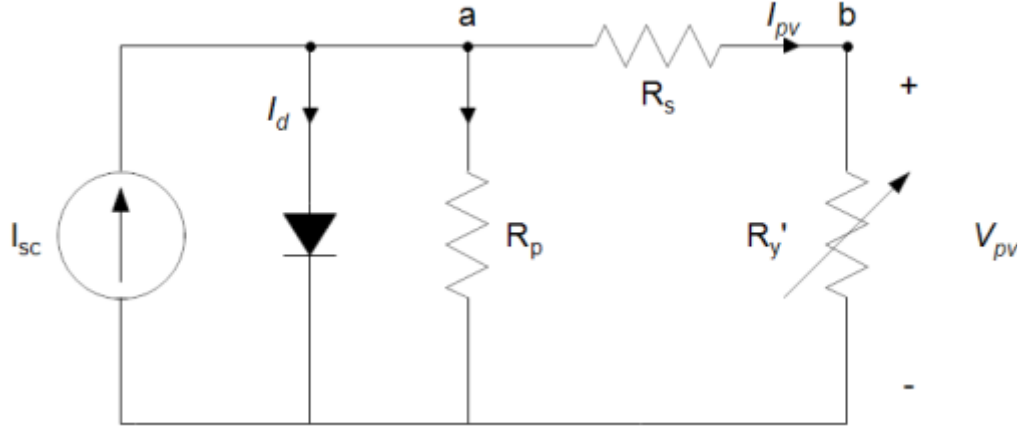 a
I_pv
b
R_s
+
I_d
I_sc
R_p
R_y'
V_pv
-